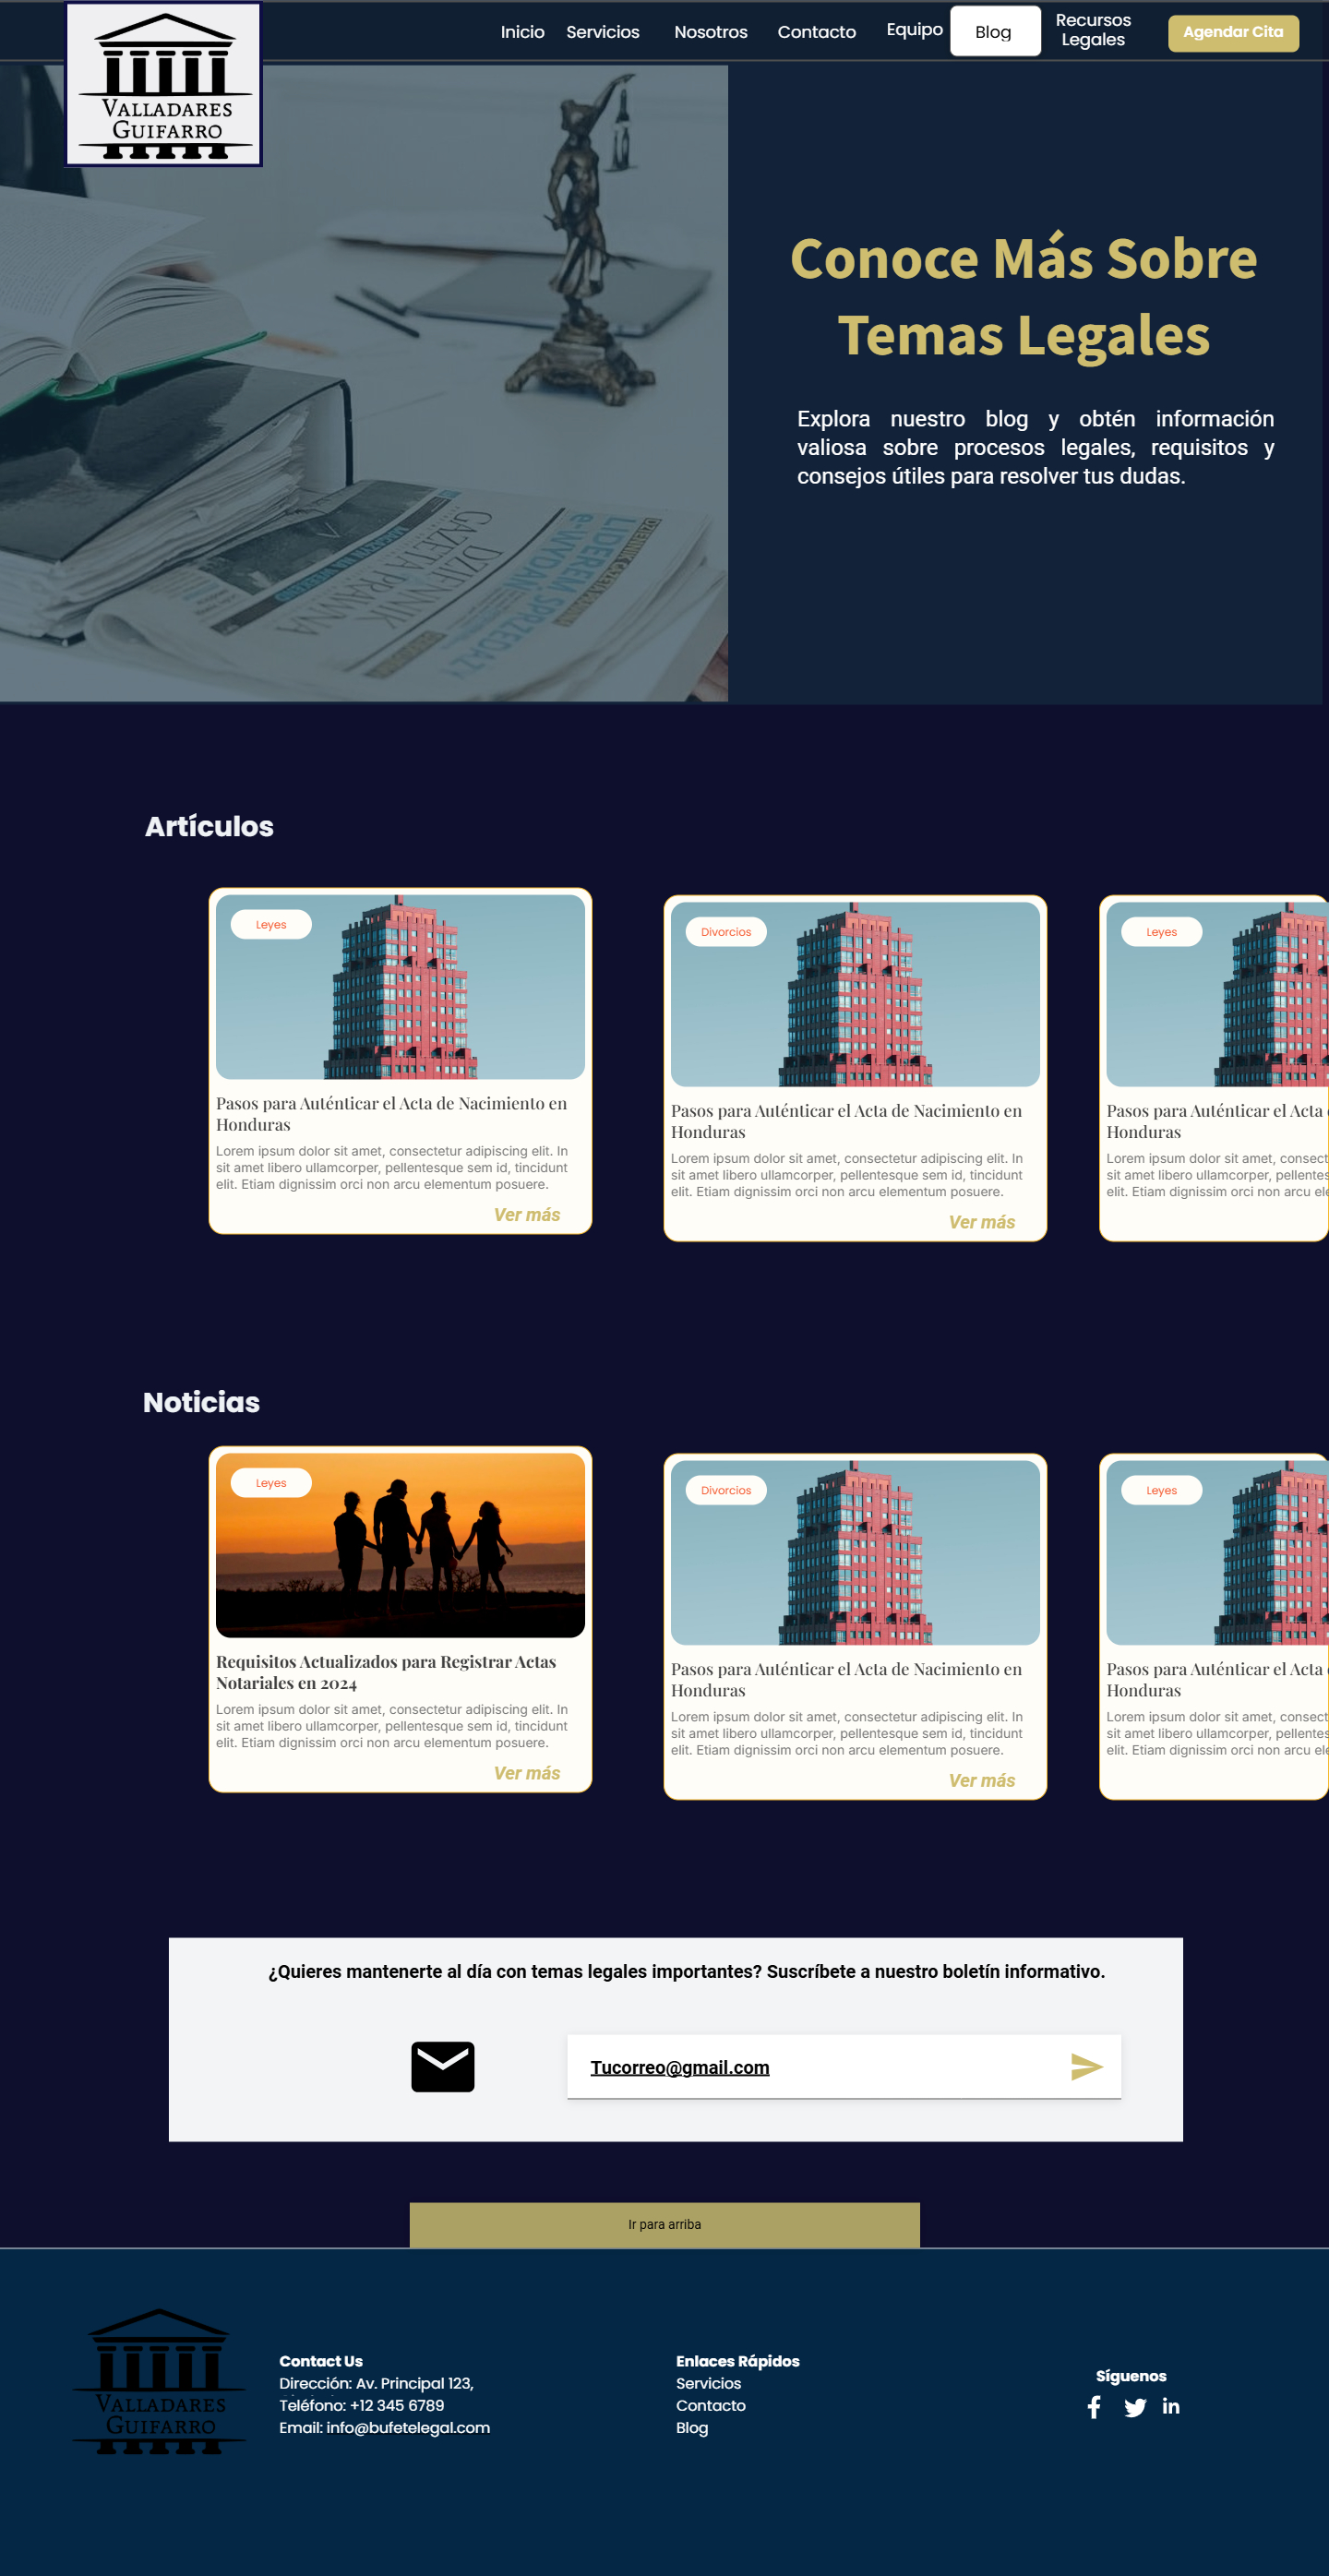 Inicio
Servicios
Nosotros
Contacto
Equipo
Blog
Recursos
Legales
Agendar Cita
VALLADARES
GUIFARRO
Conoce Más Sobre
Temas Legales
Explora nuestro blog y obtén información
valiosa sobre procesos legales, requisitos y
consejos útiles para resolver tus dudas.
DZIENNIK
GAZETA PRAWNA
LIDEREM SPRZEDAŻY
e-WYDAŃ
Artículos
Leyes
Pasos para Auténticar el Acta de Nacimiento en
Honduras
Lorem ipsum dolor sit amet, consectetur adipiscing elit. In
sit amet libero ullamcorper, pellentesque sem id, tincidunt
elit. Etiam dignissim orci non arcu elementum posuere.
Ver más
Divorcios
Pasos para Auténticar el Acta de Nacimiento en
Honduras
Lorem ipsum dolor sit amet, consectetur adipiscing elit. In
sit amet libero ullamcorper, pellentesque sem id, tincidunt
elit. Etiam dignissim orci non arcu elementum posuere.
Ver más
Leyes
Pasos para Auténticar el Acta
Honduras
Lorem ipsum dolor sit amet, consect
sit amet libero ullamcorper, pellentes
elit. Etiam dignissim orci non arcu ele
Noticias
Leyes
Requisitos Actualizados para Registrar Actas
Notariales en 2024
Lorem ipsum dolor sit amet, consectetur adipiscing elit. In
sit amet libero ullamcorper, pellentesque sem id, tincidunt
elit. Etiam dignissim orci non arcu elementum posuere.
Ver más
Divorcios
Pasos para Auténticar el Acta de Nacimiento en
Honduras
Lorem ipsum dolor sit amet, consectetur adipiscing elit. In
sit amet libero ullamcorper, pellentesque sem id, tincidunt
elit. Etiam dignissim orci non arcu elementum posuere.
Ver más
Leyes
Pasos para Auténticar el Acta
Honduras
Lorem ipsum dolor sit amet, consect
sit amet libero ullamcorper, pellentes
elit. Etiam dignissim orci non arcu ele
¿Quieres mantenerte al día con temas legales importantes? Suscríbete a nuestro boletín informativo.
Tucorreo@gmail.com
Ir para arriba
VALLADARES
GUIFARRO
Contact Us
Dirección: Av. Principal 123,
Teléfono: +12 345 6789
Email: info@bufetelegal.com
Enlaces Rápidos
Servicios
Contacto
Blog
Síguenos
in